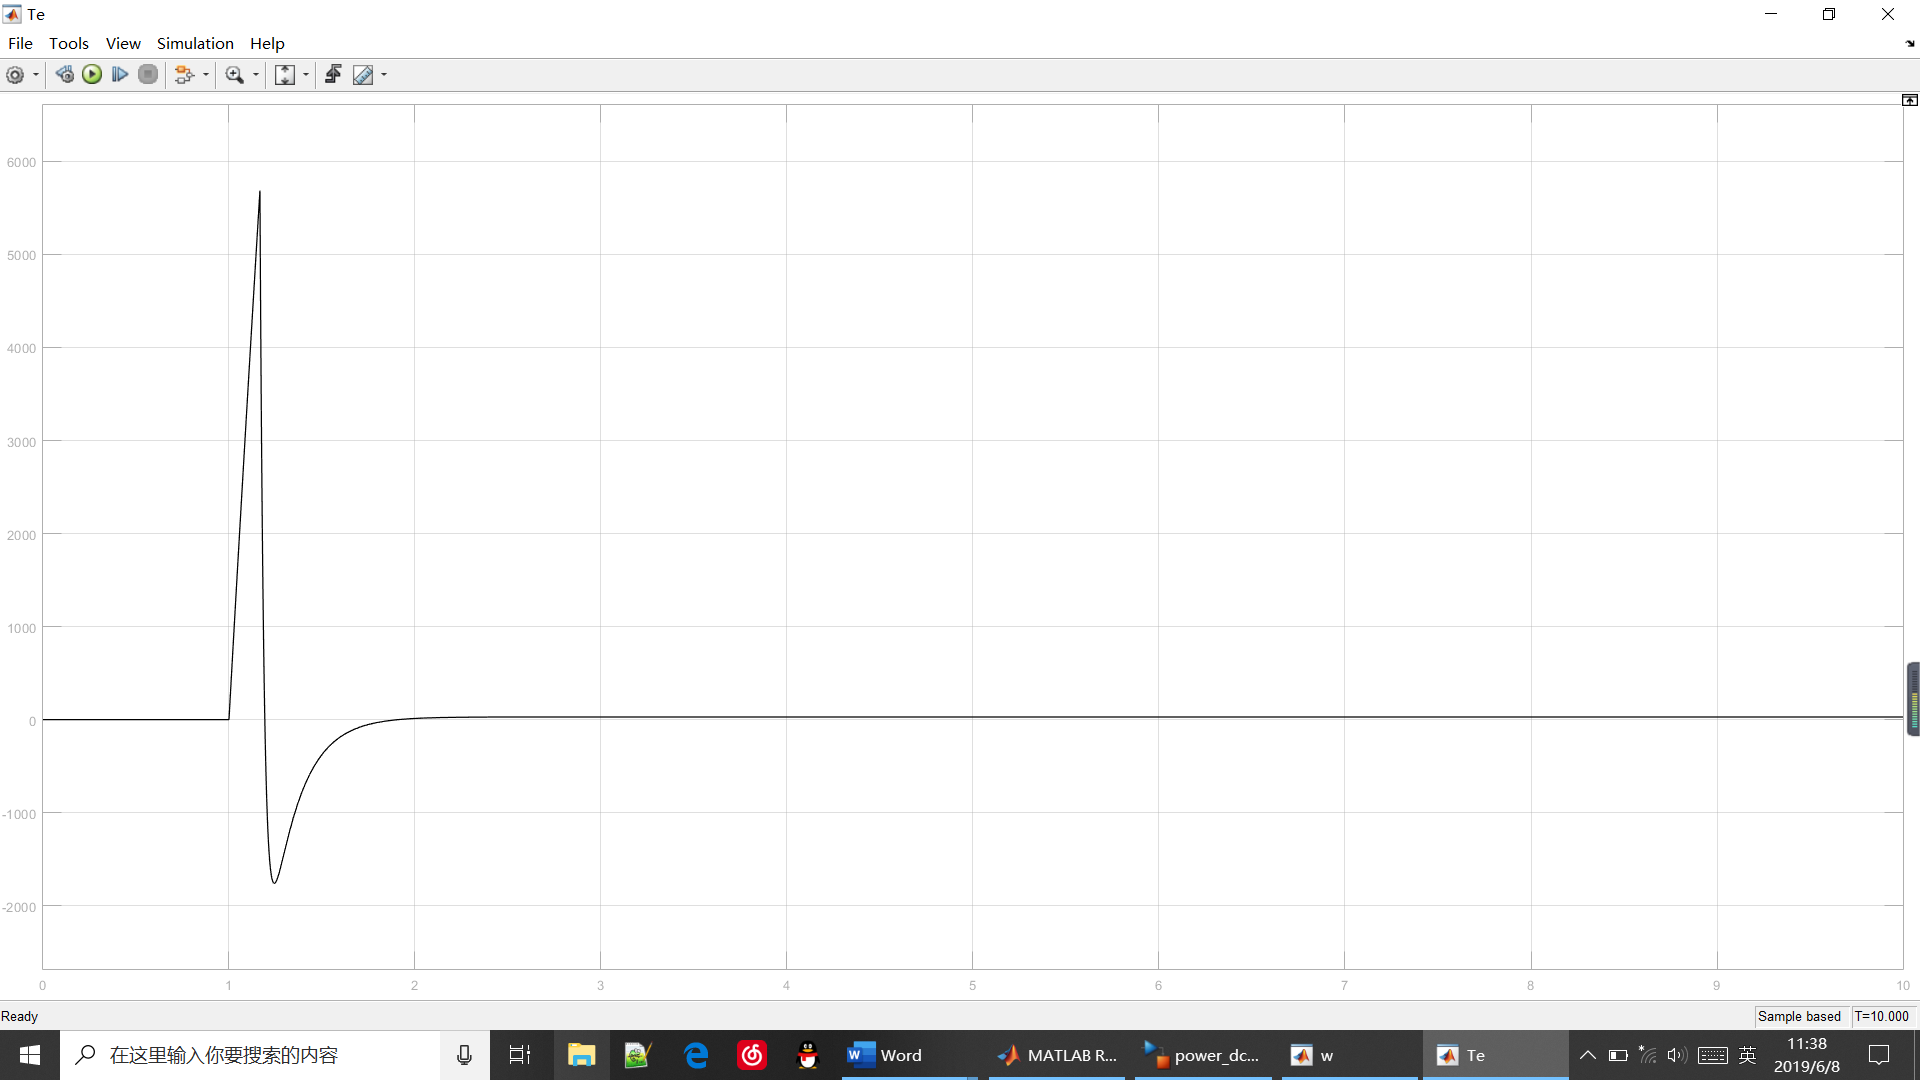 Te
File Tools View Simulation Help
6000
5000
4000
3000
2000
1000
0
-1000
-2000
0 1 2 3 4 5 6 7 8 9 10
Ready
Sample based T=10.000
在这里输入你要搜索的内容
Word
MATLAB R...
power_dc...
w
Te
英
11:38
2019/6/8